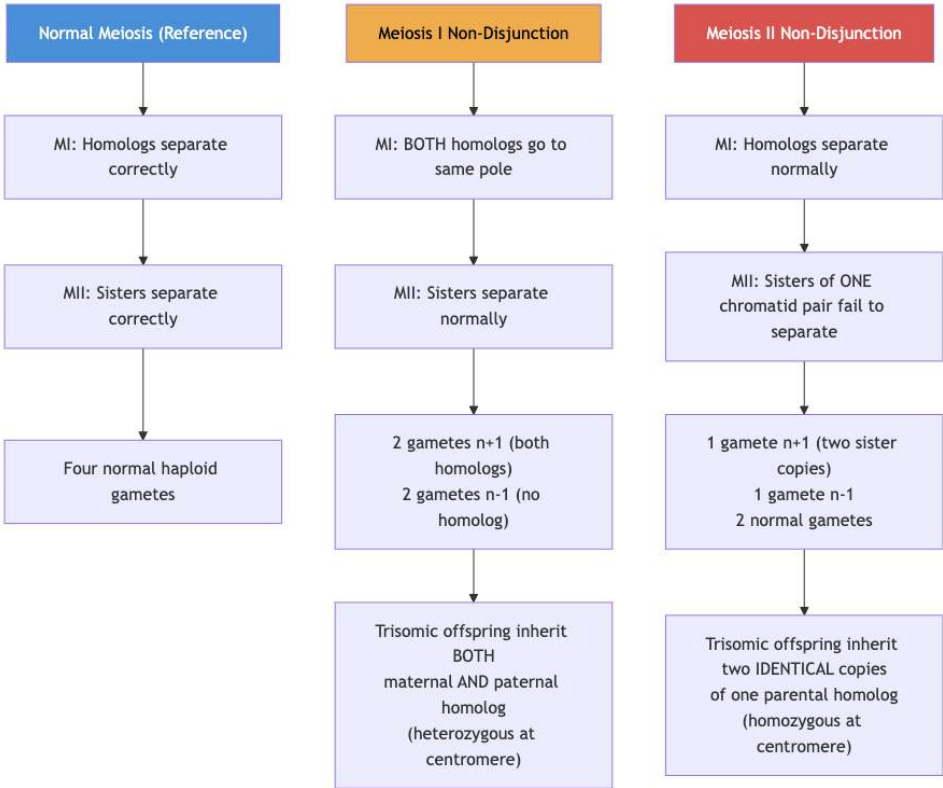 Normal Meiosis (Reference)
MI: Homologs separate
correctly
MII: Sisters separate
correctly
Four normal haploid
gametes
Meiosis I Non-Disjunction
MI: BOTH homologs go to
same pole
MII: Sisters separate
normally
2 gametes n+1 (both
homologs)
2 gametes n-1 (no
homolog)
Trisomic offspring inherit
BOTH
maternal AND paternal
homolog
(heterozygous at
centromere)
Meiosis II Non-Disjunction
MI: Homologs separate
normally
MII: Sisters of ONE
chromatid pair fail to
separate
1 gamete n+1 (two sister
copies)
1 gamete n-1
2 normal gametes
Trisomic offspring inherit
two IDENTICAL copies
of one parental homolog
(homozygous at
centromere)